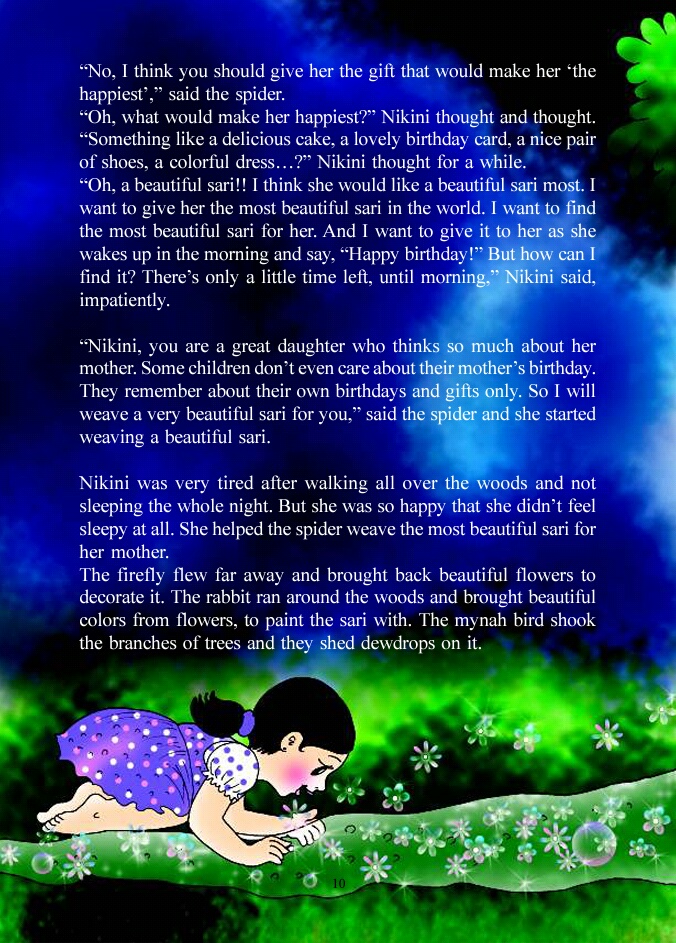 “No, I think you should give her the gift that would make her ‘the
happiest’,” said the spider.
“Oh, what would make her happiest?” Nikini thought and thought.
“Something like a delicious cake, a lovely birthday card, a nice pair
of shoes, a colorful dress…?” Nikini thought for a while.
“Oh, a beautiful sari!! I think she would like a beautiful sari most. I
want to give her the most beautiful sari in the world. I want to find
the most beautiful sari for her. And I want to give it to her as she
wakes up in the morning and say, “Happy birthday!” But how can I
find it? There’s only a little time left, until morning,” Nikini said,
impatiently.
“Nikini, you are a great daughter who thinks so much about her
mother. Some children don’t even care about their mother’s birthday.
They remember about their own birthdays and gifts only. So I will
weave a very beautiful sari for you,” said the spider and she started
weaving a beautiful sari.
Nikini was very tired after walking all over the woods and not
sleeping the whole night. But she was so happy that she didn’t feel
sleepy at all. She helped the spider weave the most beautiful sari for
her mother.
The firefly flew far away and brought back beautiful flowers to
decorate it. The rabbit ran around the woods and brought beautiful
colors from flowers, to paint the sari with. The mynah bird shook
the branches of trees and they shed dewdrops on it.
10